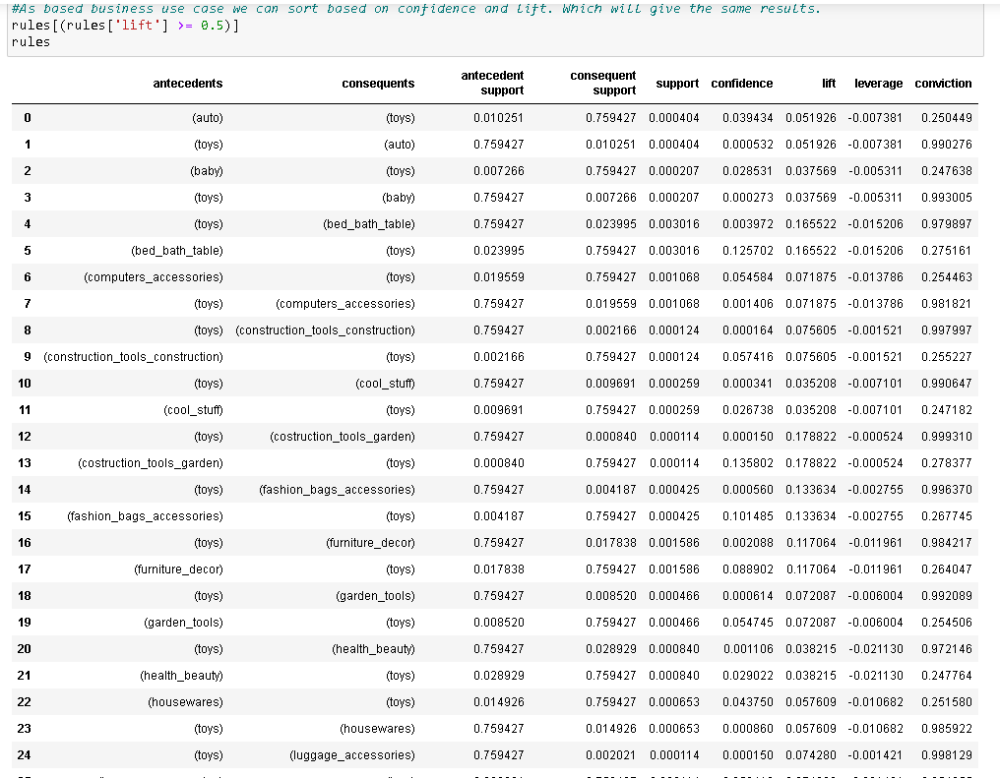 #As based business use case we can sort based on confidence and lift. Which will give the same results.
rules[(rules['lift'] >= 0.5)]
rules
antecedents consequents antecedent support consequent support support confidence lift leverage conviction
0 (auto) (toys) 0.010251 0.759427 0.000404 0.039434 0.051926 -0.007381 0.250449
1 (toys) (auto) 0.759427 0.010251 0.000404 0.000532 0.051926 -0.007381 0.990276
2 (baby) (toys) 0.007266 0.759427 0.000207 0.028531 0.037569 -0.005311 0.247638
3 (toys) (baby) 0.759427 0.007266 0.000207 0.000273 0.037569 -0.005311 0.993005
4 (toys) (bed_bath_table) 0.759427 0.023995 0.003016 0.003972 0.165522 -0.015206 0.979897
5 (bed_bath_table) (toys) 0.023995 0.759427 0.003016 0.125702 0.165522 -0.015206 0.275161
6 (computers_accessories) (toys) 0.019559 0.759427 0.001068 0.054584 0.071875 -0.013786 0.254463
7 (toys) (computers_accessories) 0.759427 0.019559 0.001068 0.001406 0.071875 -0.013786 0.981821
8 (toys) (construction_tools_construction) 0.759427 0.002166 0.000124 0.000164 0.075605 -0.001521 0.997997
9 (construction_tools_construction) (toys) 0.002166 0.759427 0.000124 0.057416 0.075605 -0.001521 0.255227
10 (toys) (cool_stuff) 0.759427 0.009691 0.000259 0.000341 0.035208 -0.007101 0.990647
11 (cool_stuff) (toys) 0.009691 0.759427 0.000259 0.026738 0.035208 -0.007101 0.247182
12 (toys) (costruction_tools_garden) 0.759427 0.000840 0.000114 0.000150 0.178822 -0.000524 0.999310
13 (costruction_tools_garden) (toys) 0.000840 0.759427 0.000114 0.135802 0.178822 -0.000524 0.278377
14 (toys) (fashion_bags_accessories) 0.759427 0.004187 0.000425 0.000560 0.133634 -0.002755 0.996370
15 (fashion_bags_accessories) (toys) 0.004187 0.759427 0.000425 0.101485 0.133634 -0.002755 0.267745
16 (toys) (furniture_decor) 0.759427 0.017838 0.001586 0.002088 0.117064 -0.011961 0.984217
17 (furniture_decor) (toys) 0.017838 0.759427 0.001586 0.088902 0.117064 -0.011961 0.264047
18 (toys) (garden_tools) 0.759427 0.008520 0.000466 0.000614 0.072087 -0.006004 0.992089
19 (garden_tools) (toys) 0.008520 0.759427 0.000466 0.054745 0.072087 -0.006004 0.254506
20 (toys) (health_beauty) 0.759427 0.028929 0.000840 0.001106 0.038215 -0.021130 0.972146
21 (health_beauty) (toys) 0.028929 0.759427 0.000840 0.029022 0.038215 -0.021130 0.247764
22 (housewares) (toys) 0.014926 0.759427 0.000653 0.043750 0.057609 -0.010682 0.251580
23 (toys) (housewares) 0.759427 0.014926 0.000653 0.000860 0.057609 -0.010682 0.985922
24 (toys) (luggage_accessories) 0.759427 0.002021 0.000114 0.000150 0.074280 -0.001421 0.998129